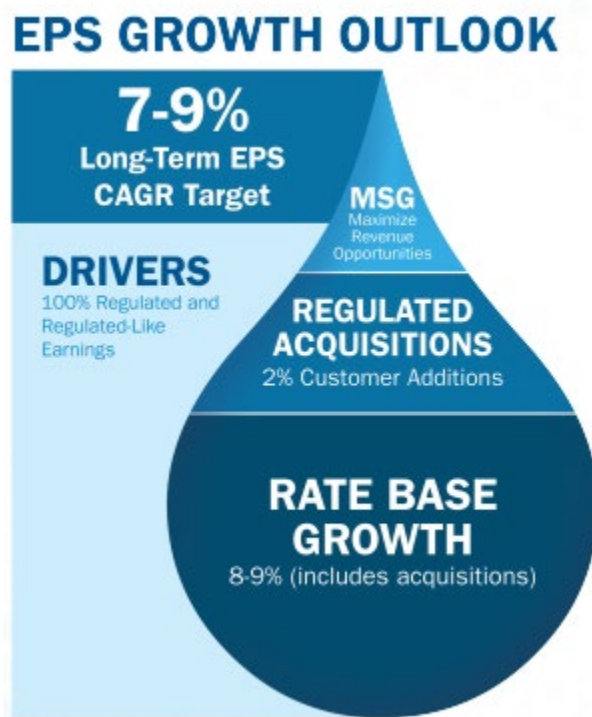 EPS GROWTH OUTLOOK
7-9%
Long-Term EPS
CAGR Target
MSG
Maximize
Revenue
Opportunities
DRIVERS
100% Regulated and
Regulated-Like
Earnings
REGULATED
ACQUISITIONS
2% Customer Additions
RATE BASE
GROWTH
8-9% (includes acquisitions)